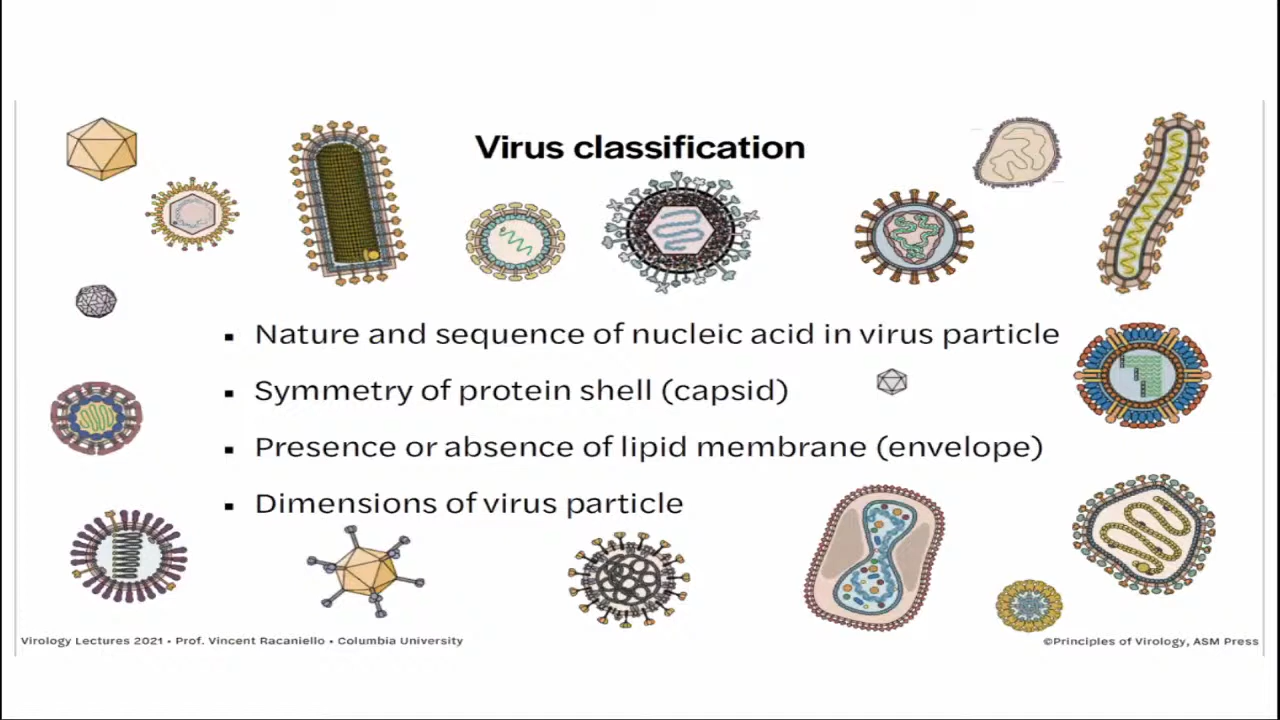 Virus classification
▪ Nature and sequence of nucleic acid in virus particle
▪ Symmetry of protein shell (capsid)
▪ Presence or absence of lipid membrane (envelope)
▪ Dimensions of virus particle
Virology Lectures 2021 • Prof. Vincent Racaniello • Columbia University
©Principles of Virology, ASM Press